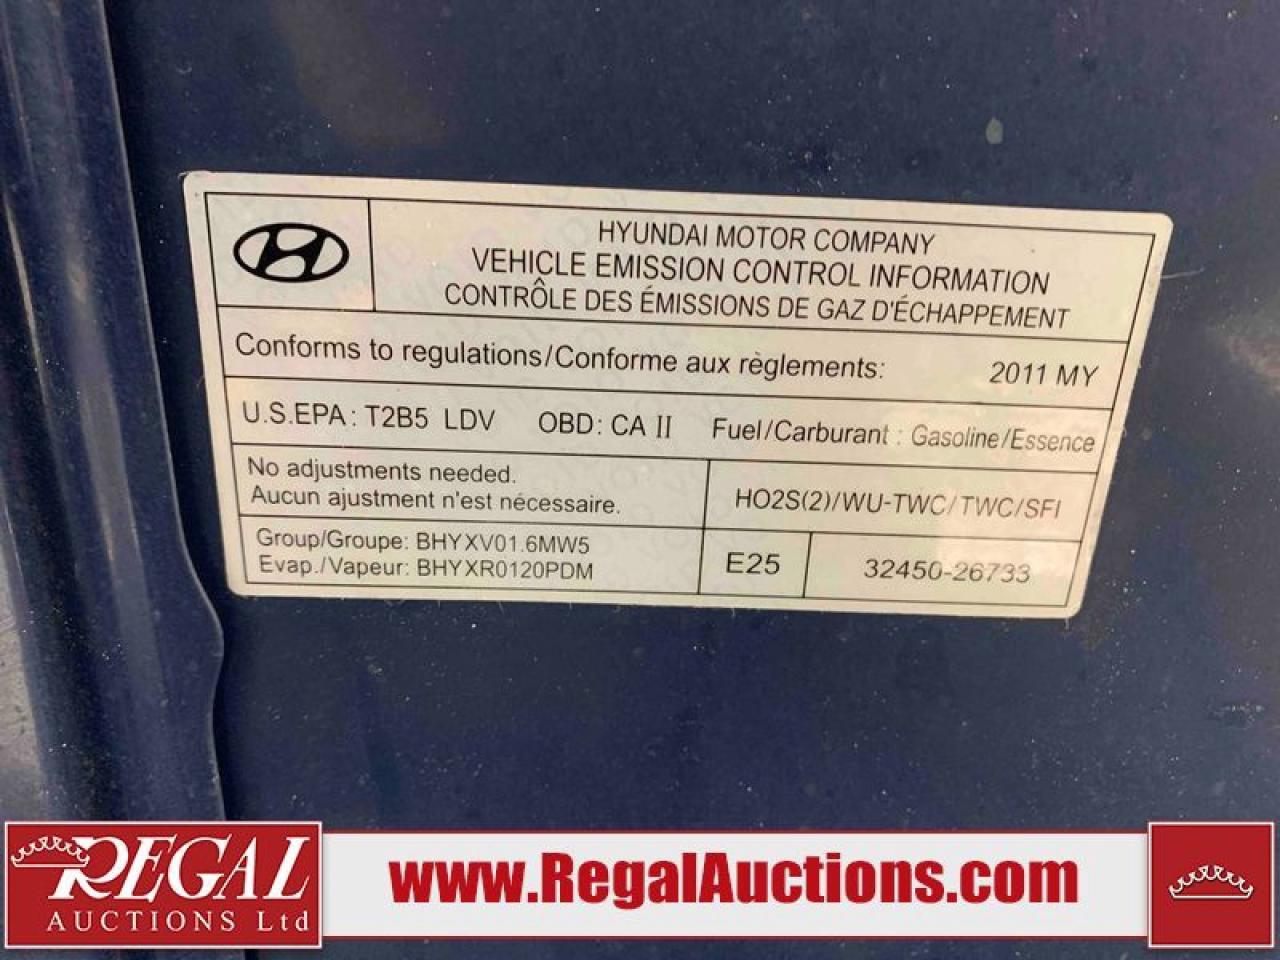 HYUNDAI MOTOR COMPANY
VEHICLE EMISSION CONTROL INFORMATION
CONTRÔLE DES ÉMISSIONS DE GAZ D'ÉCHAPPEMENT
Conforms to regulations/Conforme aux règlements: 2011 MY
U.S.EPA: T2B5 LDV OBD: CA II Fuel/Carburant : Gasoline/Essence
No adjustments needed.
Aucun ajustment n'est nécessaire.
HO2S(2)/WU-TWC/TWC/SFI
Group/Groupe: BHYXV01.6MW5
Evap./Vapeur: BHYXR0120PDM
E25
32450-26733
REGAL
AUCTIONS Ltd
www.RegalAuctions.com